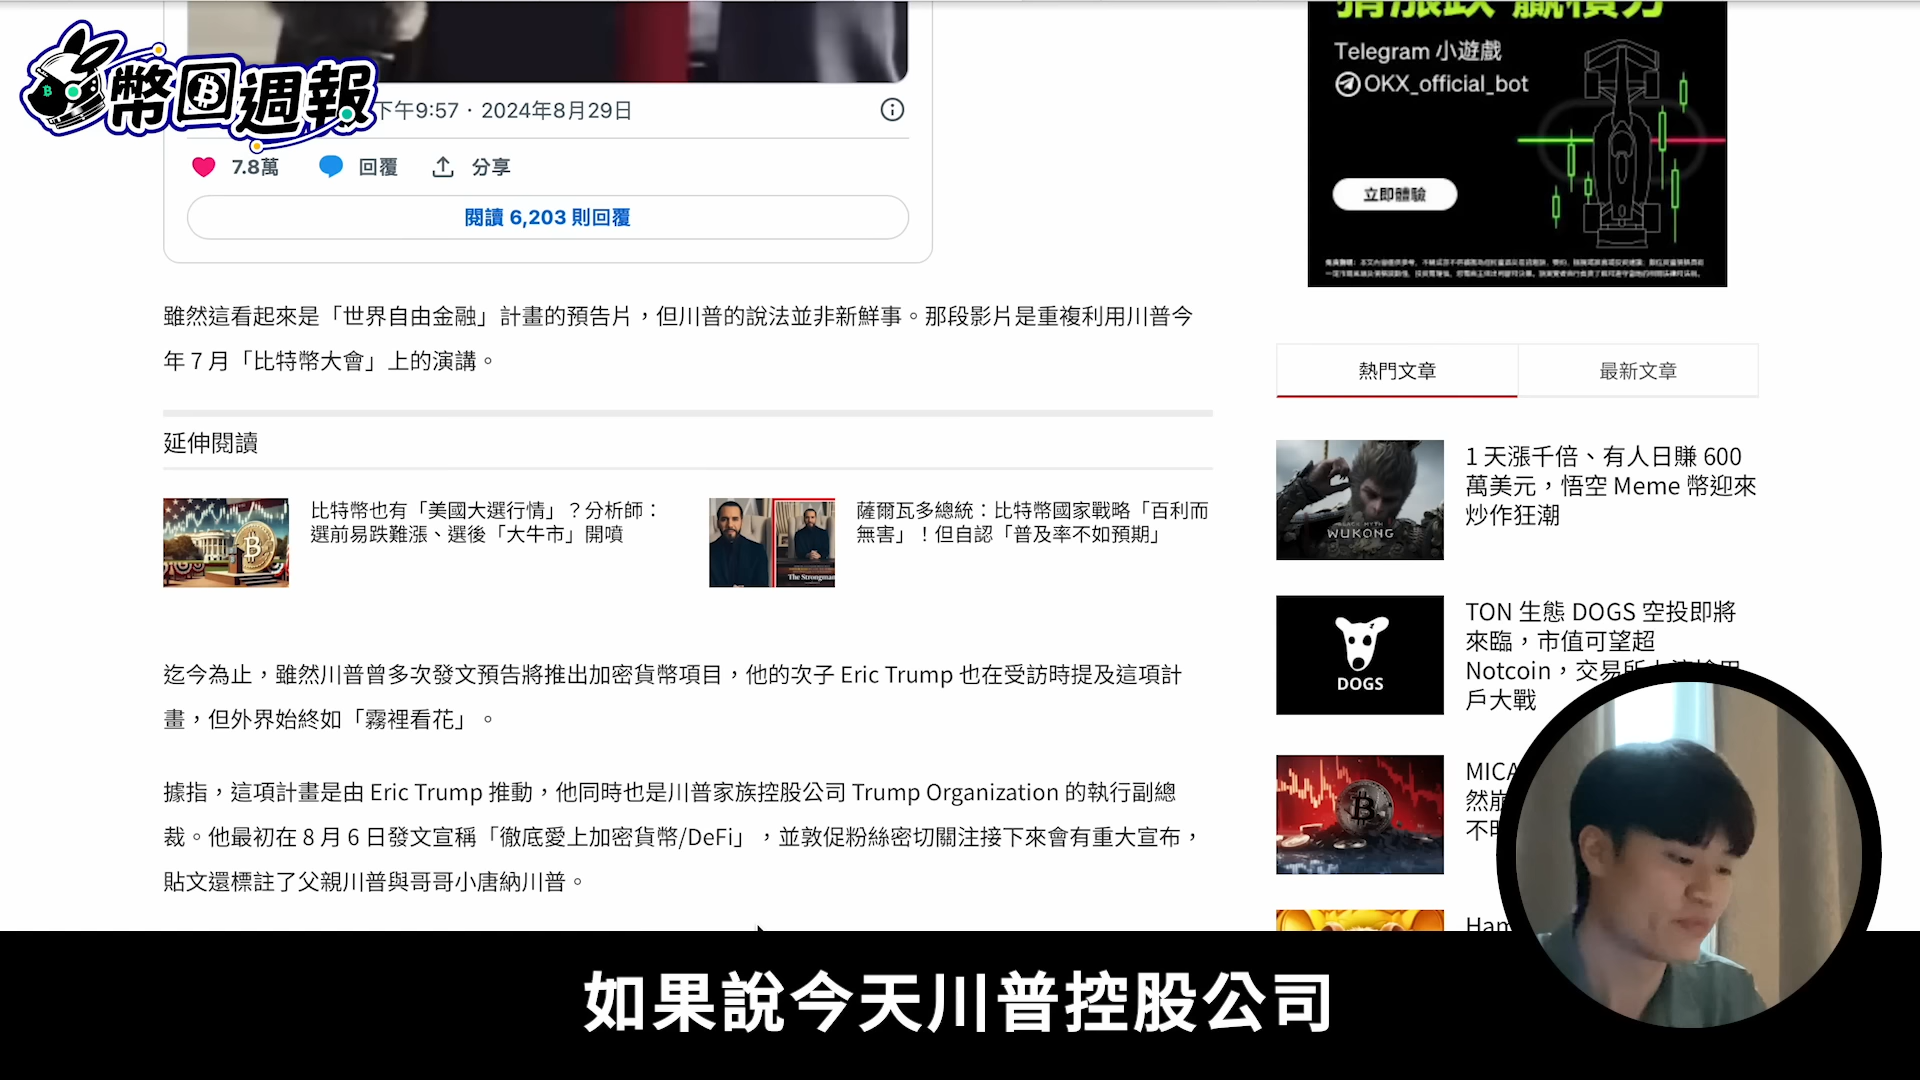 幣回週報
下午9:57 · 2024年8月29日
7.8萬 回覆 分享
閱讀 6,203 則回覆
雖然這看起來是「世界自由金融」計畫的預告片，但川普的說法並非新鮮事。那段影片是重複利用川普今
年 7 月「比特幣大會」上的演講。
延伸閱讀
比特幣也有「美國大選行情」？分析師：
選前易跌難漲、選後「大牛市」開噴
薩爾瓦多總統：比特幣國家戰略「百利而
無害」！但自認「普及率不如預期」
The Strongman
迄今為止，雖然川普曾多次發文預告將推出加密貨幣項目，他的次子 Eric Trump 也在受訪時提及這項計
畫，但外界始終如「霧裡看花」。
據指，這項計畫是由 Eric Trump 推動，他同時也是川普家族控股公司 Trump Organization 的執行副總
裁。他最初在 8 月 6 日發文宣稱「徹底愛上加密貨幣/DeFi」，並敦促粉絲密切關注接下來會有重大宣布，
貼文還標註了父親川普與哥哥小唐納川普。
猜漲跌 贏積分
Telegram 小遊戲
OKX_official_bot
立即體驗
熱門文章
最新文章
BLACK MYTH
WUKONG
1 天漲千倍、有人日賺 600
萬美元，悟空 Meme 幣迎來
炒作狂潮
DOGS
TON 生態 DOGS 空投即將
來臨，市值可望超
Notcoin，交易所
戶大戰
MICA
然崩
不
Ham
如果說今天川普控股公司